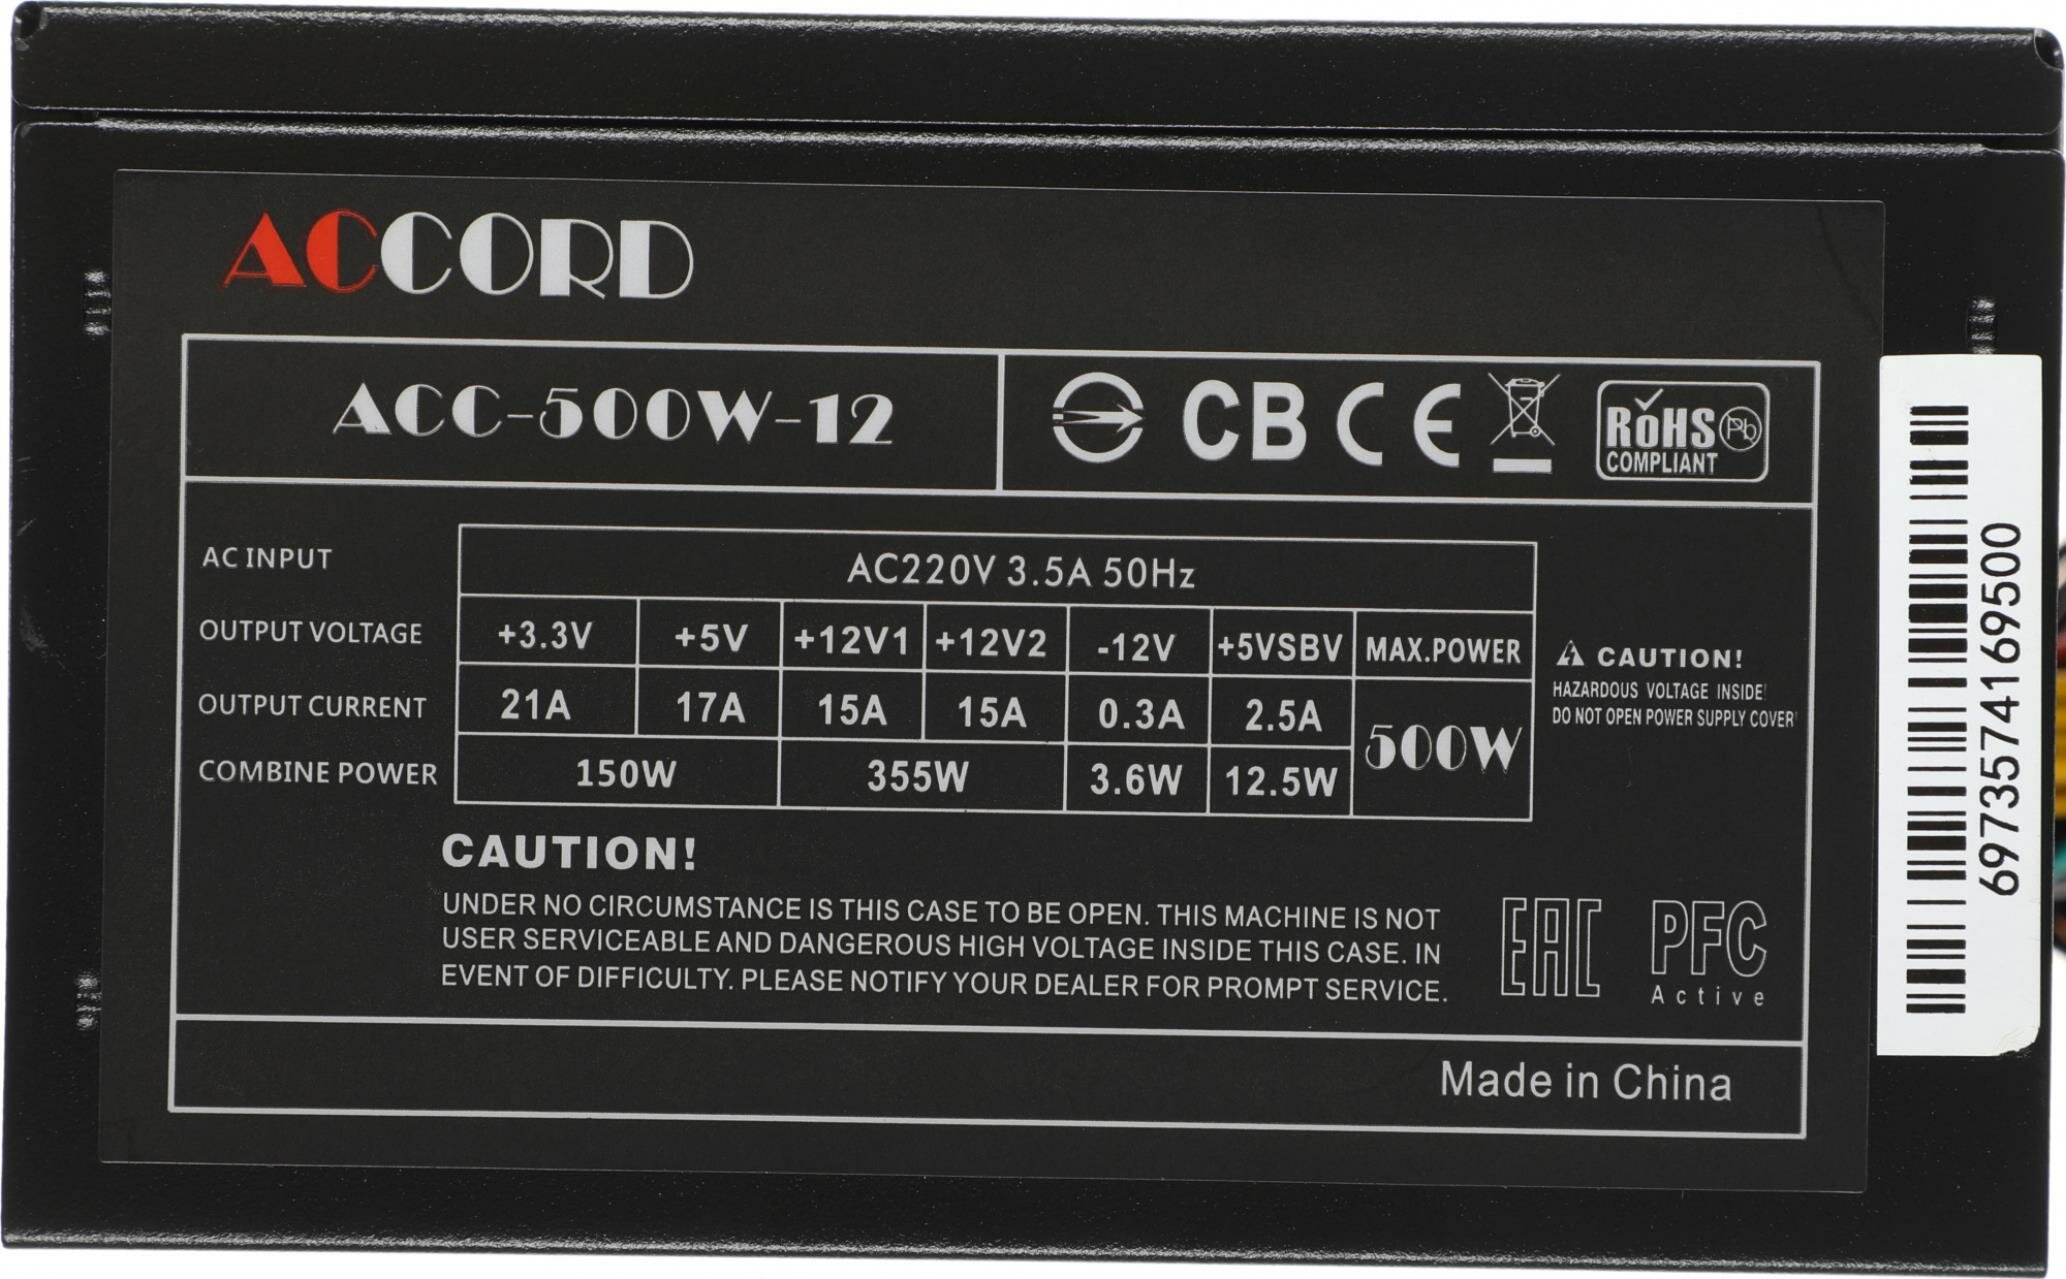 ACCORD
ACC-500W-12
CB CE RoHS Pb
COMPLIANT
AC INPUT AC220V 3.5A 50Hz
OUTPUT VOLTAGE +3.3V +5V +12V1 +12V2 -12V +5VSBV MAX.POWER
OUTPUT CURRENT 21A 17A 15A 15A 0.3A 2.5A 500W
COMBINE POWER 150W 355W 3.6W 12.5W
CAUTION!
HAZARDOUS VOLTAGE INSIDE!
DO NOT OPEN POWER SUPPLY COVER!
CAUTION!
UNDER NO CIRCUMSTANCE IS THIS CASE TO BE OPEN. THIS MACHINE IS NOT
USER SERVICEABLE AND DANGEROUS HIGH VOLTAGE INSIDE THIS CASE. IN
EVENT OF DIFFICULTY. PLEASE NOTIFY YOUR DEALER FOR PROMPT SERVICE.
EAC PFC
Active
Made in China
6973574169500